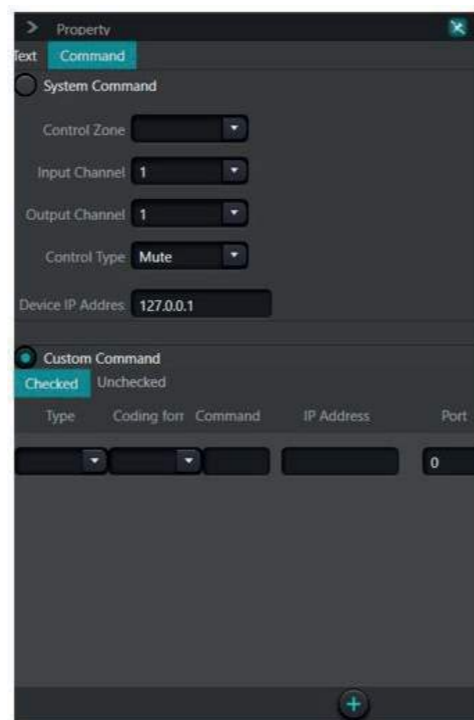 Property
Text Command
System Command
Control Zone
Input Channel 1
Output Channel 1
Control Type Mute
Device IP Addres 127.0.0.1
Custom Command
Checked Unchecked
Type Coding forr Command IP Address Port
0